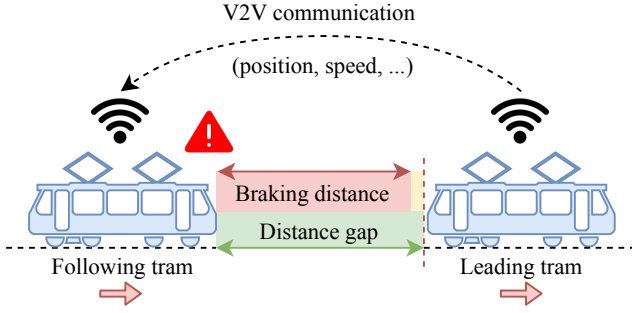 V2V communication
(position, speed, ...)
Braking distance
Distance gap
Following tram
Leading tram